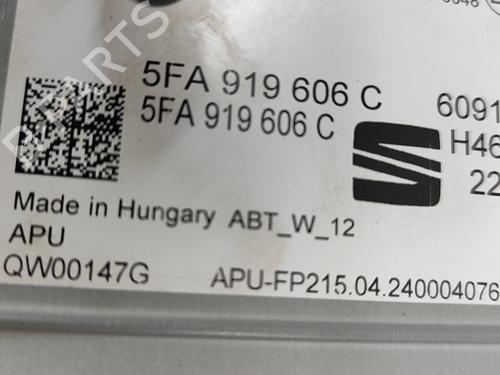 5FA 919 606 C 6091
5FA 919 606 C H46
22
Made in Hungary ABT_W_12
APU
QW00147G APU-FP215.04.240004076